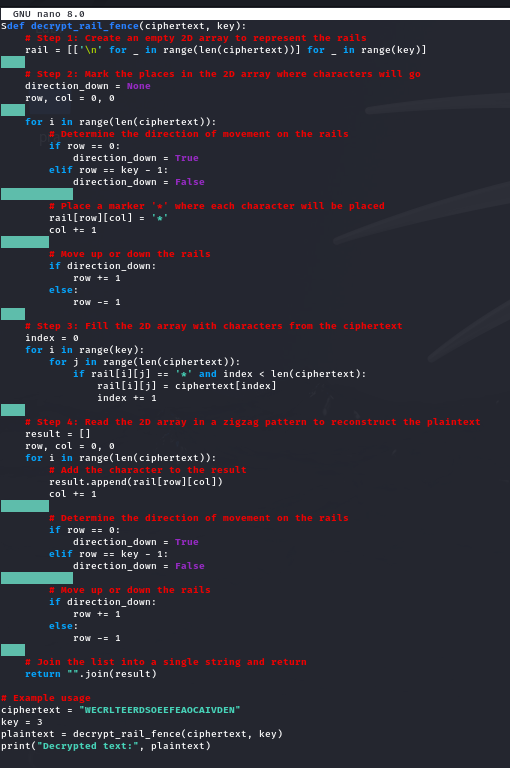 GNU nano 8.0
Sdef decrypt_rail_fence(ciphertext, key):
    # Step 1: Create an empty 2D array to represent the rails
    rail = [['\n' for _ in range(len(ciphertext))] for _ in range(key)]
    # Step 2: Mark the places in the 2D array where characters will go
    direction_down = None
    row, col = 0, 0
    for i in range(len(ciphertext)):
        # Determine the direction of movement on the rails
        if row == 0:
            direction_down = True
        elif row == key - 1:
            direction_down = False
        # Place a marker '*' where each character will be placed
        rail[row][col] = '*'
        col += 1
        # Move up or down the rails
        if direction_down:
            row += 1
        else:
            row -= 1
    # Step 3: Fill the 2D array with characters from the ciphertext
    index = 0
    for i in range(key):
        for j in range(len(ciphertext)):
            if rail[i][j] == '*' and index < len(ciphertext):
                rail[i][j] = ciphertext[index]
                index += 1
    # Step 4: Read the 2D array in a zigzag pattern to reconstruct the plaintext
    result = []
    row, col = 0, 0
    for i in range(len(ciphertext)):
        # Add the character to the result
        result.append(rail[row][col])
        col += 1
        # Determine the direction of movement on the rails
        if row == 0:
            direction_down = True
        elif row == key - 1:
            direction_down = False
        # Move up or down the rails
        if direction_down:
            row += 1
        else:
            row -= 1
    # Join the list into a single string and return
    return "".join(result)
# Example usage
ciphertext = "WECRLTEERDSOEEFEAOCAIVDEN"
key = 3
plaintext = decrypt_rail_fence(ciphertext, key)
print("Decrypted text:", plaintext)